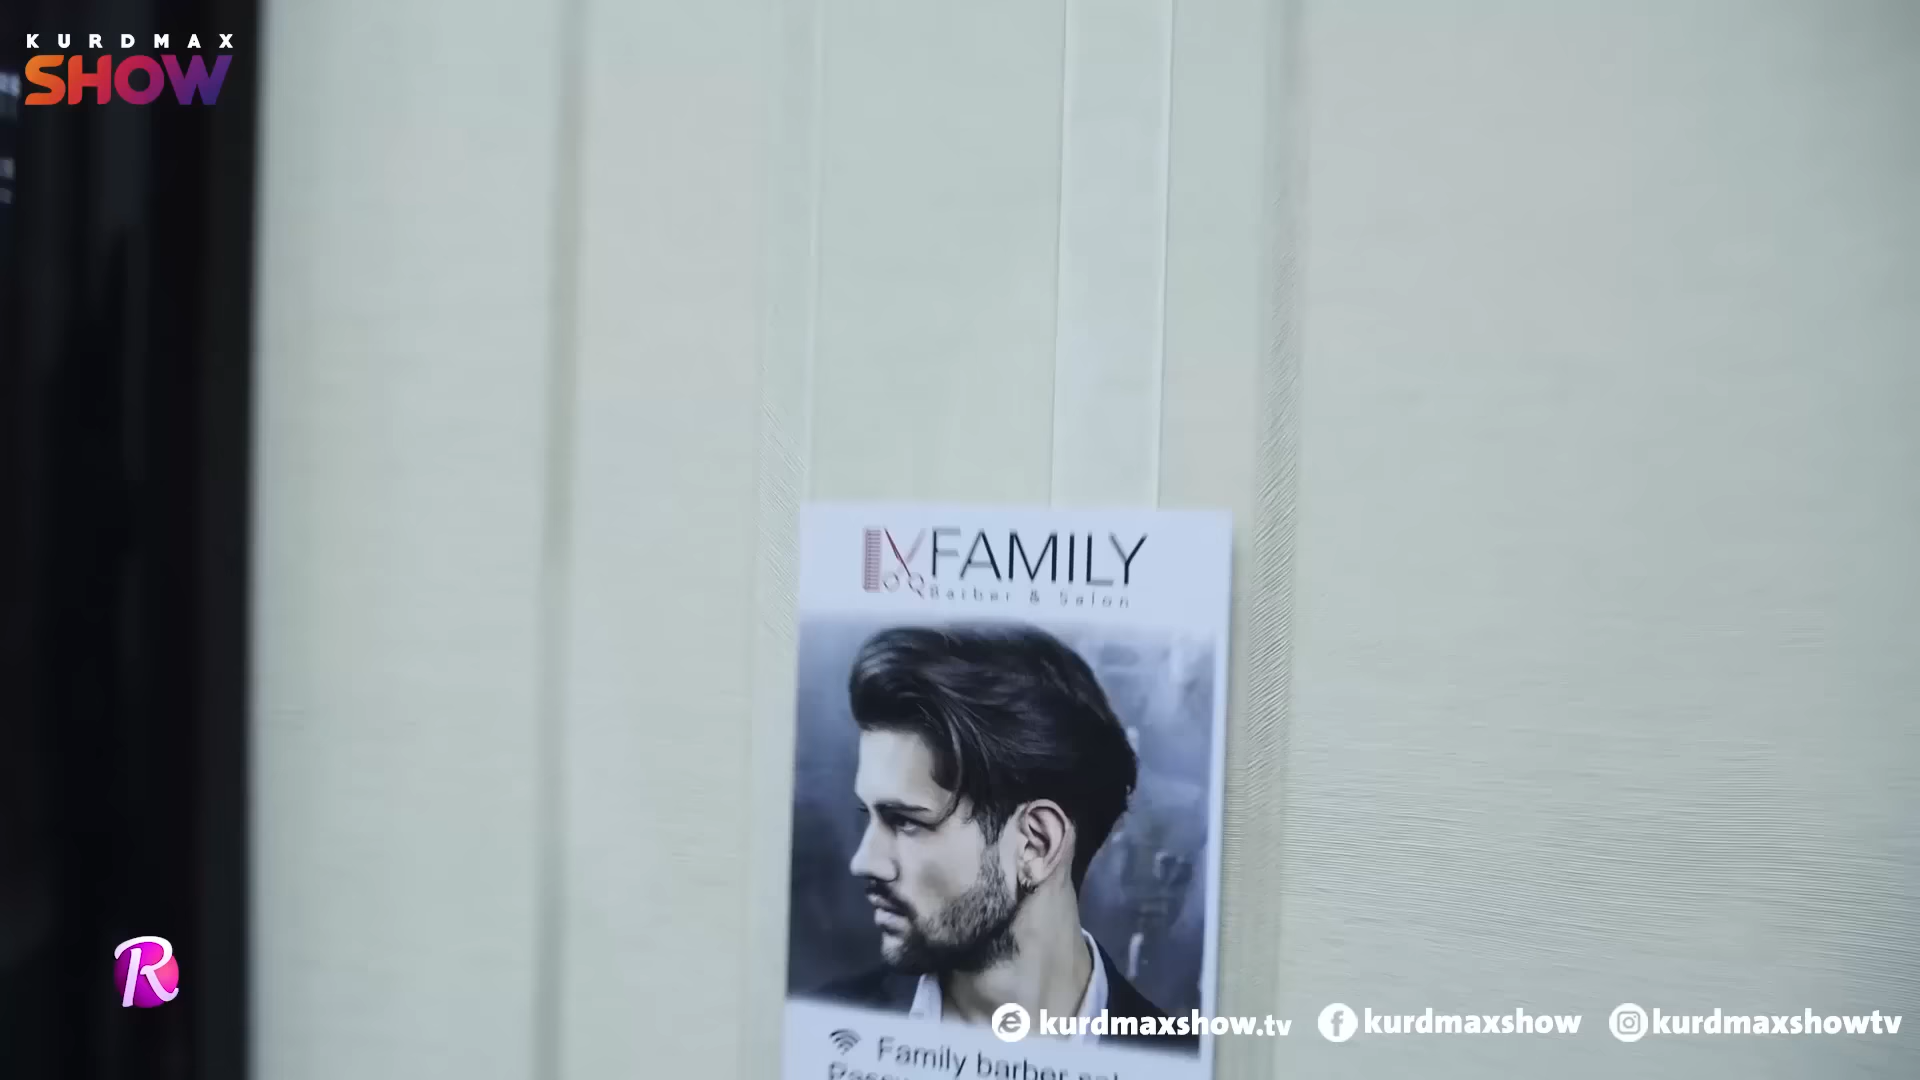 KURDMAX
SHOW
FAMILY
Barber & Salon
R
kurdmaxshow.tv
kurdmaxshow
kurdmaxshowtv
Family barber